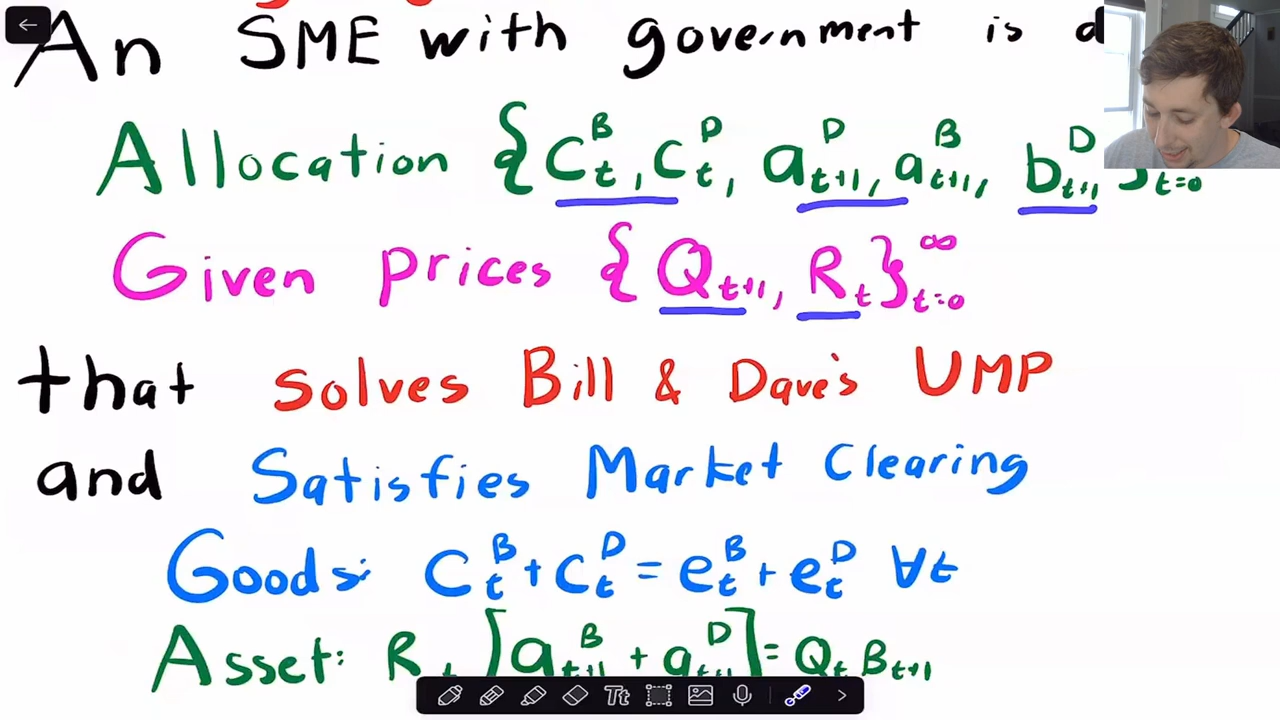 An SME with government is
Allocation {C_t^B, C_t^D, a_{t+1}^D, a_{t+1}^B, b_{t+1}^D}_{t=0}
Given prices {Q_{t+1}, R_t}_{t=0}^∞
that solves Bill & Dave's UMP
and Satisfies Market Clearing
Goods: C_t^B + C_t^D = e_t^B + e_t^D ∀t
Asset: R_t [a_{t+1}^B + a_{t+1}^D] = Q_t B_{t+1}
Tt